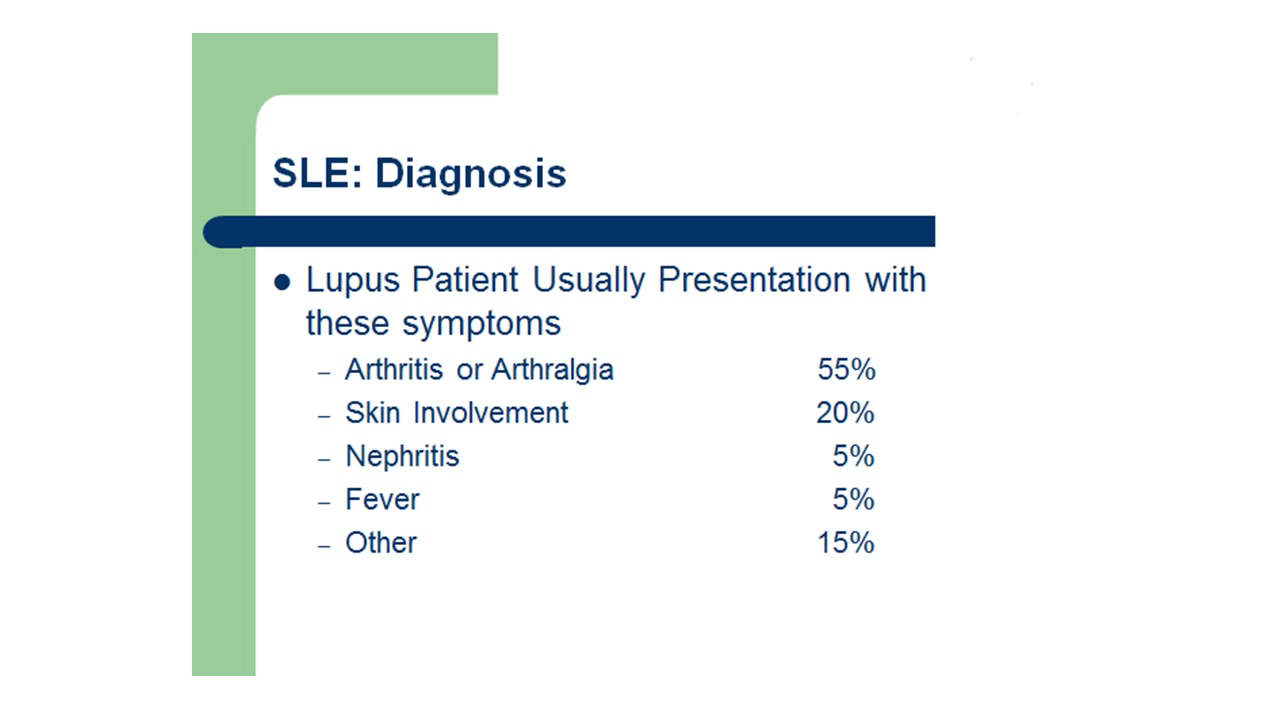 SLE: Diagnosis
● Lupus Patient Usually Presentation with
these symptoms
– Arthritis or Arthralgia 55%
– Skin Involvement 20%
– Nephritis 5%
– Fever 5%
– Other 15%